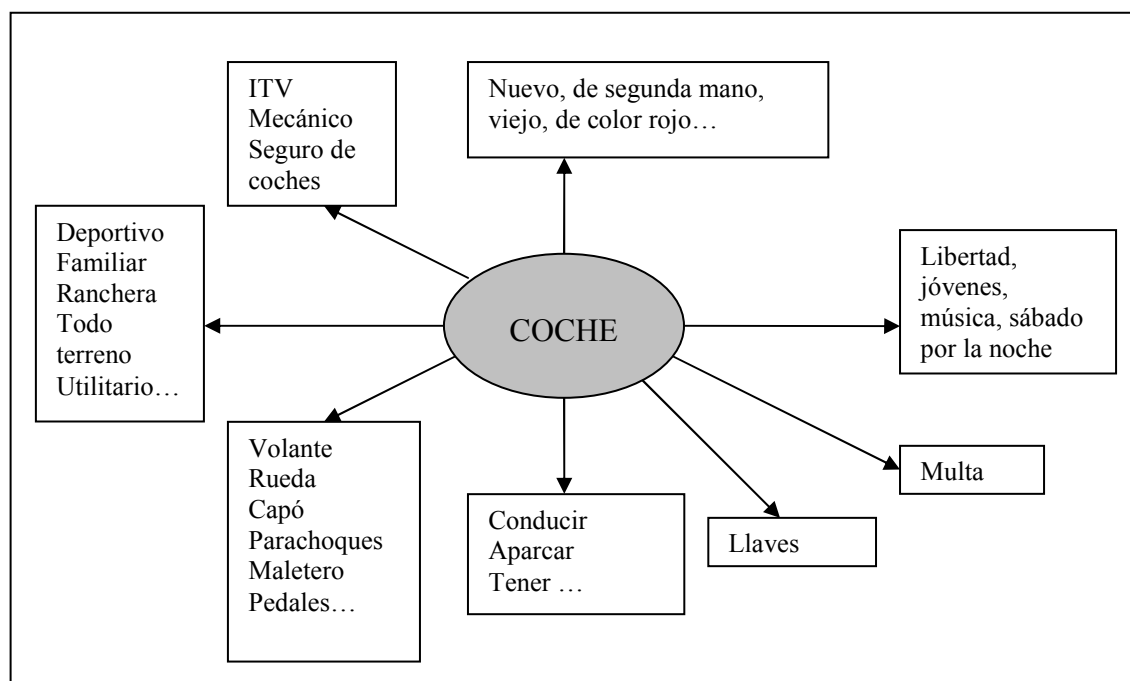 ITV
Mecánico
Seguro de
coches
Nuevo, de segunda mano,
viejo, de color rojo…
Deportivo
Familiar
Ranchera
Todo
terreno
Utilitario…
Libertad,
jóvenes,
música, sábado
por la noche
COCHE
Volante
Rueda
Capó
Parachoques
Maletero
Pedales…
Conducir
Aparcar
Tener …
Llaves
Multa